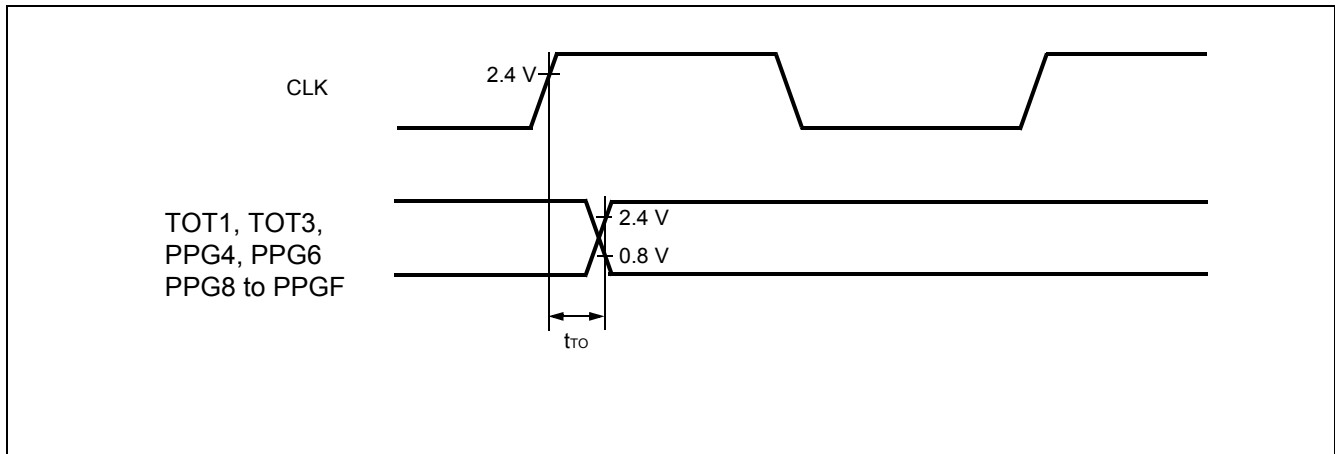 CLK
2.4 V
TOT1, TOT3,
PPG4, PPG6
PPG8 to PPGF
2.4 V
0.8 V
tTO